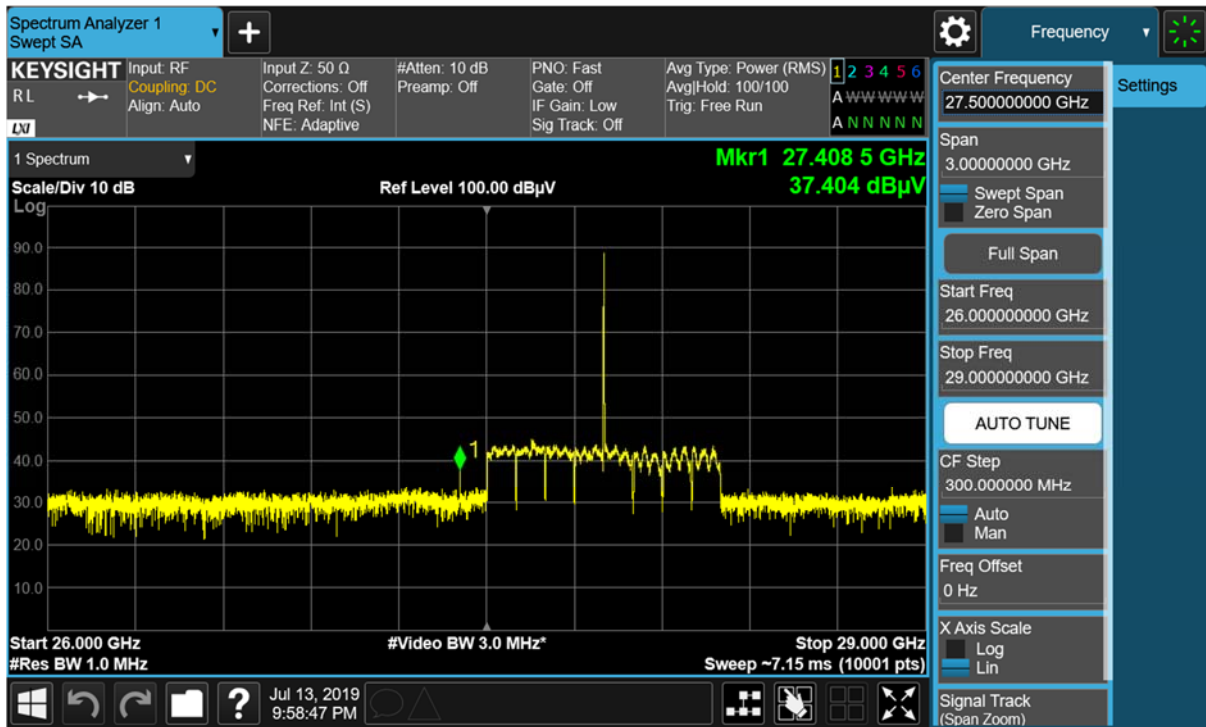 Spectrum Analyzer 1
Swept SA
+
Frequency
KEYSIGHT
R L
LXI
Input: RF
Coupling: DC
Align: Auto
Input Z: 50 Ω
Corrections: Off
Freq Ref: Int (S)
NFE: Adaptive
#Atten: 10 dB
Preamp: Off
PNO: Fast
Gate: Off
IF Gain: Low
Sig Track: Off
Avg Type: Power (RMS)
Avg|Hold: 100/100
Trig: Free Run
1 2 3 4 5 6
A W W W W W
A N N N N N
1 Spectrum
Scale/Div 10 dB
Log
Ref Level 100.00 dBµV
Mkr1 27.408 5 GHz
37.404 dBµV
90.0
80.0
70.0
60.0
50.0
40.0
30.0
20.0
10.0
1
Start 26.000 GHz
#Res BW 1.0 MHz
#Video BW 3.0 MHz*
Stop 29.000 GHz
Sweep ~7.15 ms (10001 pts)
?
Jul 13, 2019
9:58:47 PM
Center Frequency
27.500000000 GHz
Span
3.00000000 GHz
Swept Span
Zero Span
Full Span
Start Freq
26.000000000 GHz
Stop Freq
29.000000000 GHz
AUTO TUNE
CF Step
300.000000 MHz
Auto
Man
Freq Offset
0 Hz
X Axis Scale
Log
Lin
Signal Track
(Span Zoom)
Settings